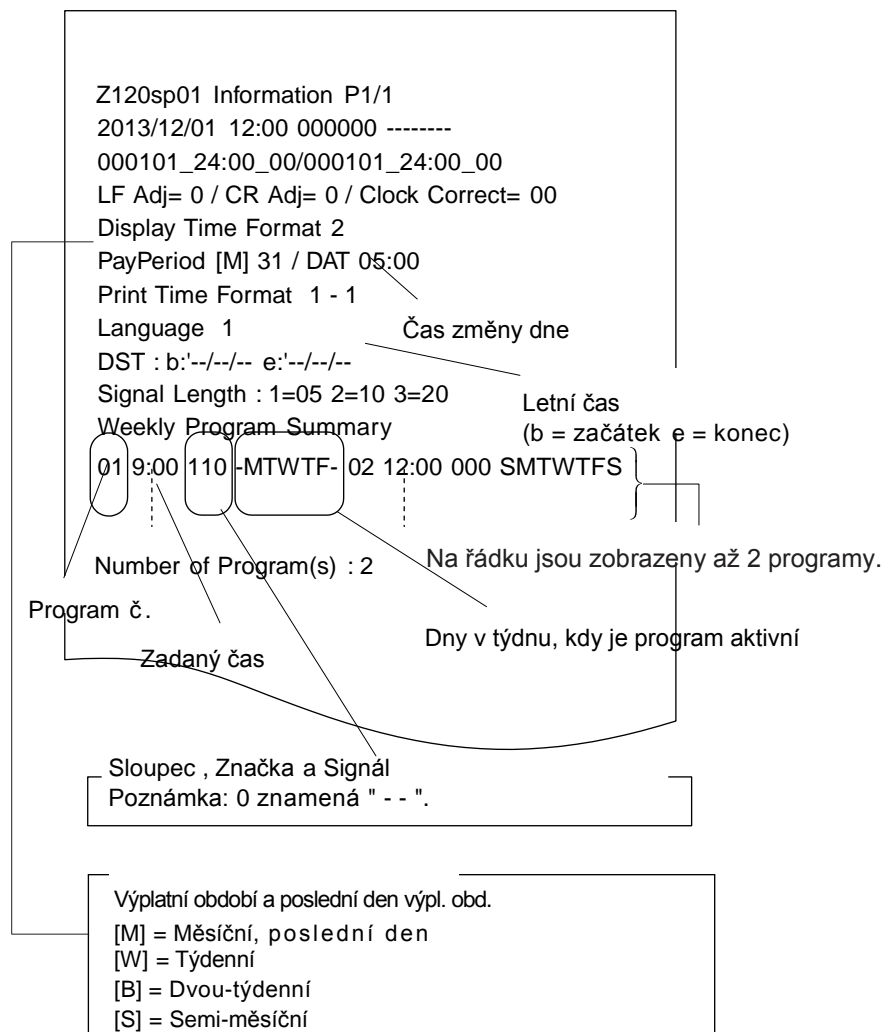 Z120sp01 Information P1/1
2013/12/01 12:00 000000 --------
000101_24:00_00/000101_24:00_00
LF Adj= 0 / CR Adj= 0 / Clock Correct= 00
Display Time Format 2
PayPeriod [M] 31 / DAT 05:00
Print Time Format 1 - 1
Language 1
Čas změny dne
DST : b:'--/--/-- e:'--/--/--
Signal Length : 1=05 2=10 3=20
Letní čas
(b = začátek e = konec)
Weekly Program Summary
01 9:00 110 -MTWTF- 02 12:00 000 SMTWTFS
Number of Program(s) : 2
Na řádku jsou zobrazeny až 2 programy.
Program č.
Zadaný čas
Dny v týdnu, kdy je program aktivní
Sloupec , Značka a Signál
Poznámka: 0 znamená " - - ".
Výplatní období a poslední den výpl. obd.
[M] = Měsíční, poslední den
[W] = Týdenní
[B] = Dvou-týdenní
[S] = Semi-měsíční